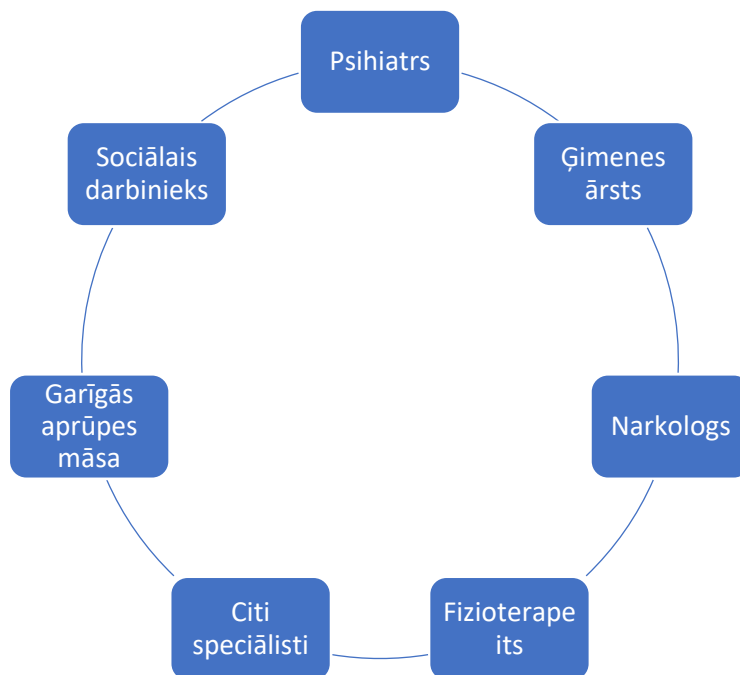 Psihiatrs
Ģimenes
ārsts
Narkologs
Fizioterape
its
Citi
speciālisti
Garīgās
aprūpes
māsa
Sociālais
darbinieks